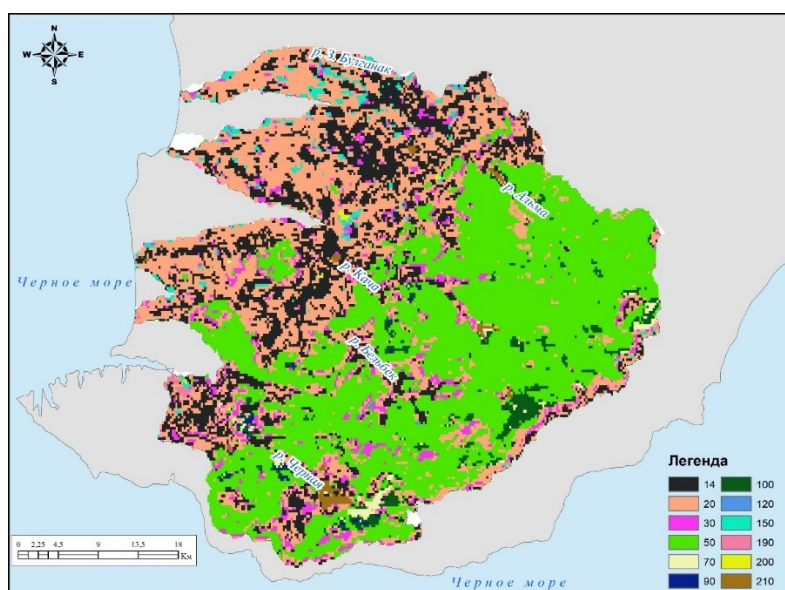 N
W E
S
р. З. Булганак
р. Альма
Черное море
р. Кача
р. Бельбек
р. Черная
Легенда
14 100
20 120
30 150
50 190
70 200
90 210
0 2,25 4,5 9 13,5 18
Км
Черное море